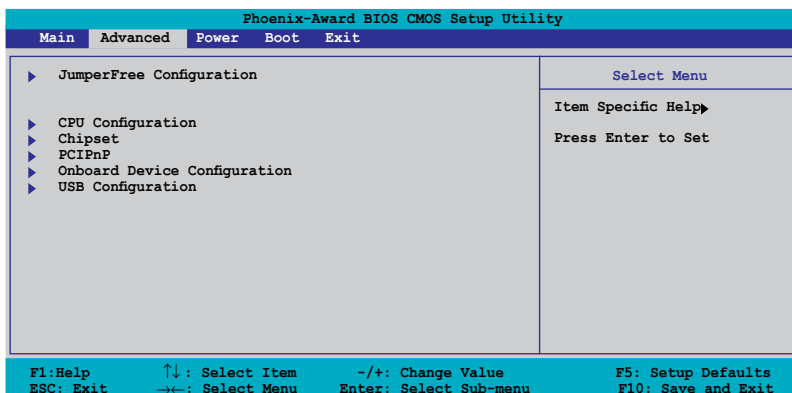 Phoenix-Award BIOS CMOS Setup Utility
Main Advanced Power Boot Exit
JumperFree Configuration
CPU Configuration
Chipset
PCIPnP
Onboard Device Configuration
USB Configuration
Select Menu
Item Specific Help
Press Enter to Set
F1:Help ↑↓: Select Item -/+: Change Value F5: Setup Defaults
ESC: Exit →←: Select Menu Enter: Select Sub-menu F10: Save and Exit